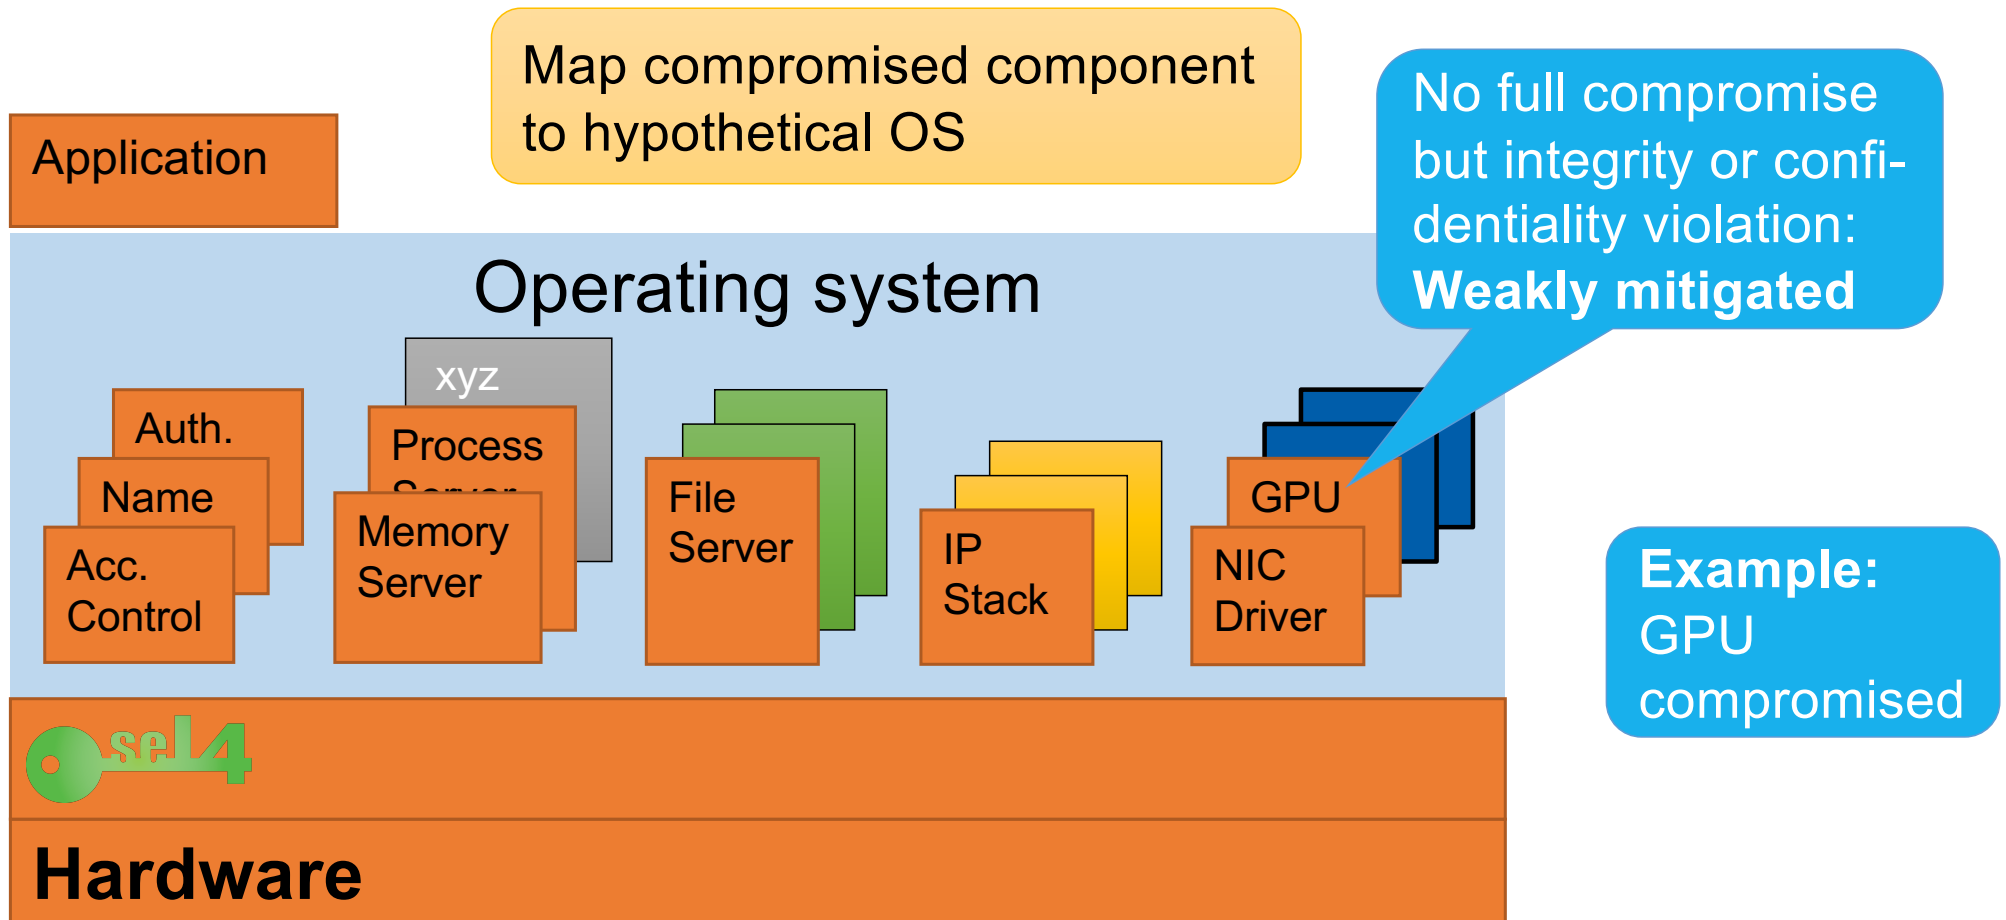 Map compromised component
to hypothetical OS
No full compromise
but integrity or confi-
dentiality violation:
Weakly mitigated
Application
Operating system
xyz
Auth.
Name
Acc.
Control
Process
Server
Memory
Server
File
Server
IP
Stack
GPU
NIC
Driver
Example:
GPU
compromised
seL4
Hardware